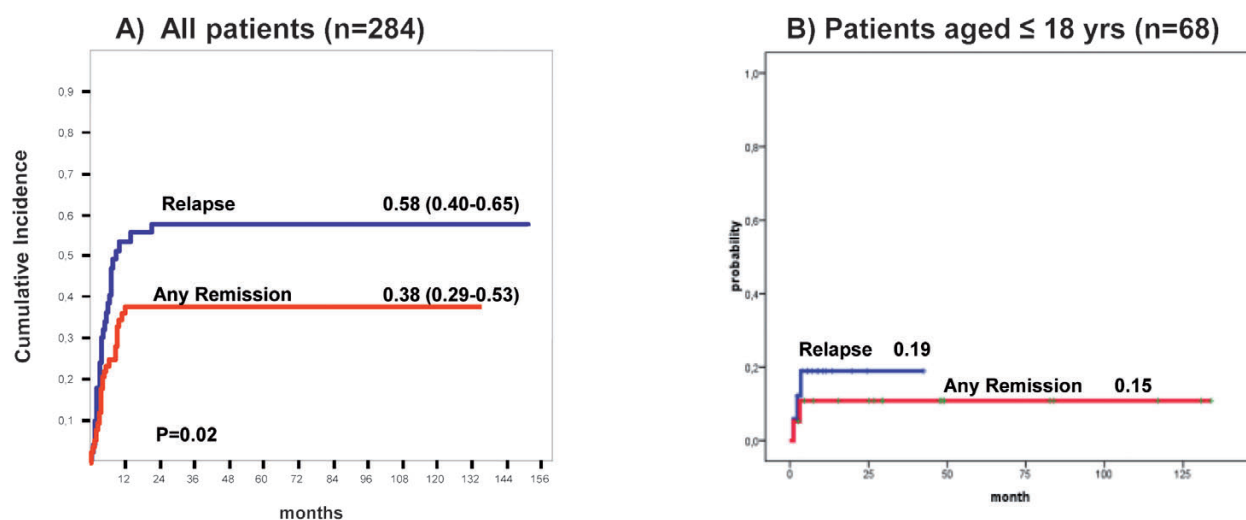 A) All patients (n=284)
Cumulative Incidence
0,9
0,8
0,7
0,6
0,5
0,4
0,3
0,2
0,1
Relapse 0.58 (0.40-0.65)
Any Remission 0.38 (0.29-0.53)
P=0.02
12 24 36 48 60 72 84 96 108 120 132 144 156
months
B) Patients aged ≤ 18 yrs (n=68)
probability
1,0
0,8
0,6
0,4
0,2
0,0
Relapse 0.19
Any Remission 0.15
0 25 50 75 100 125
month